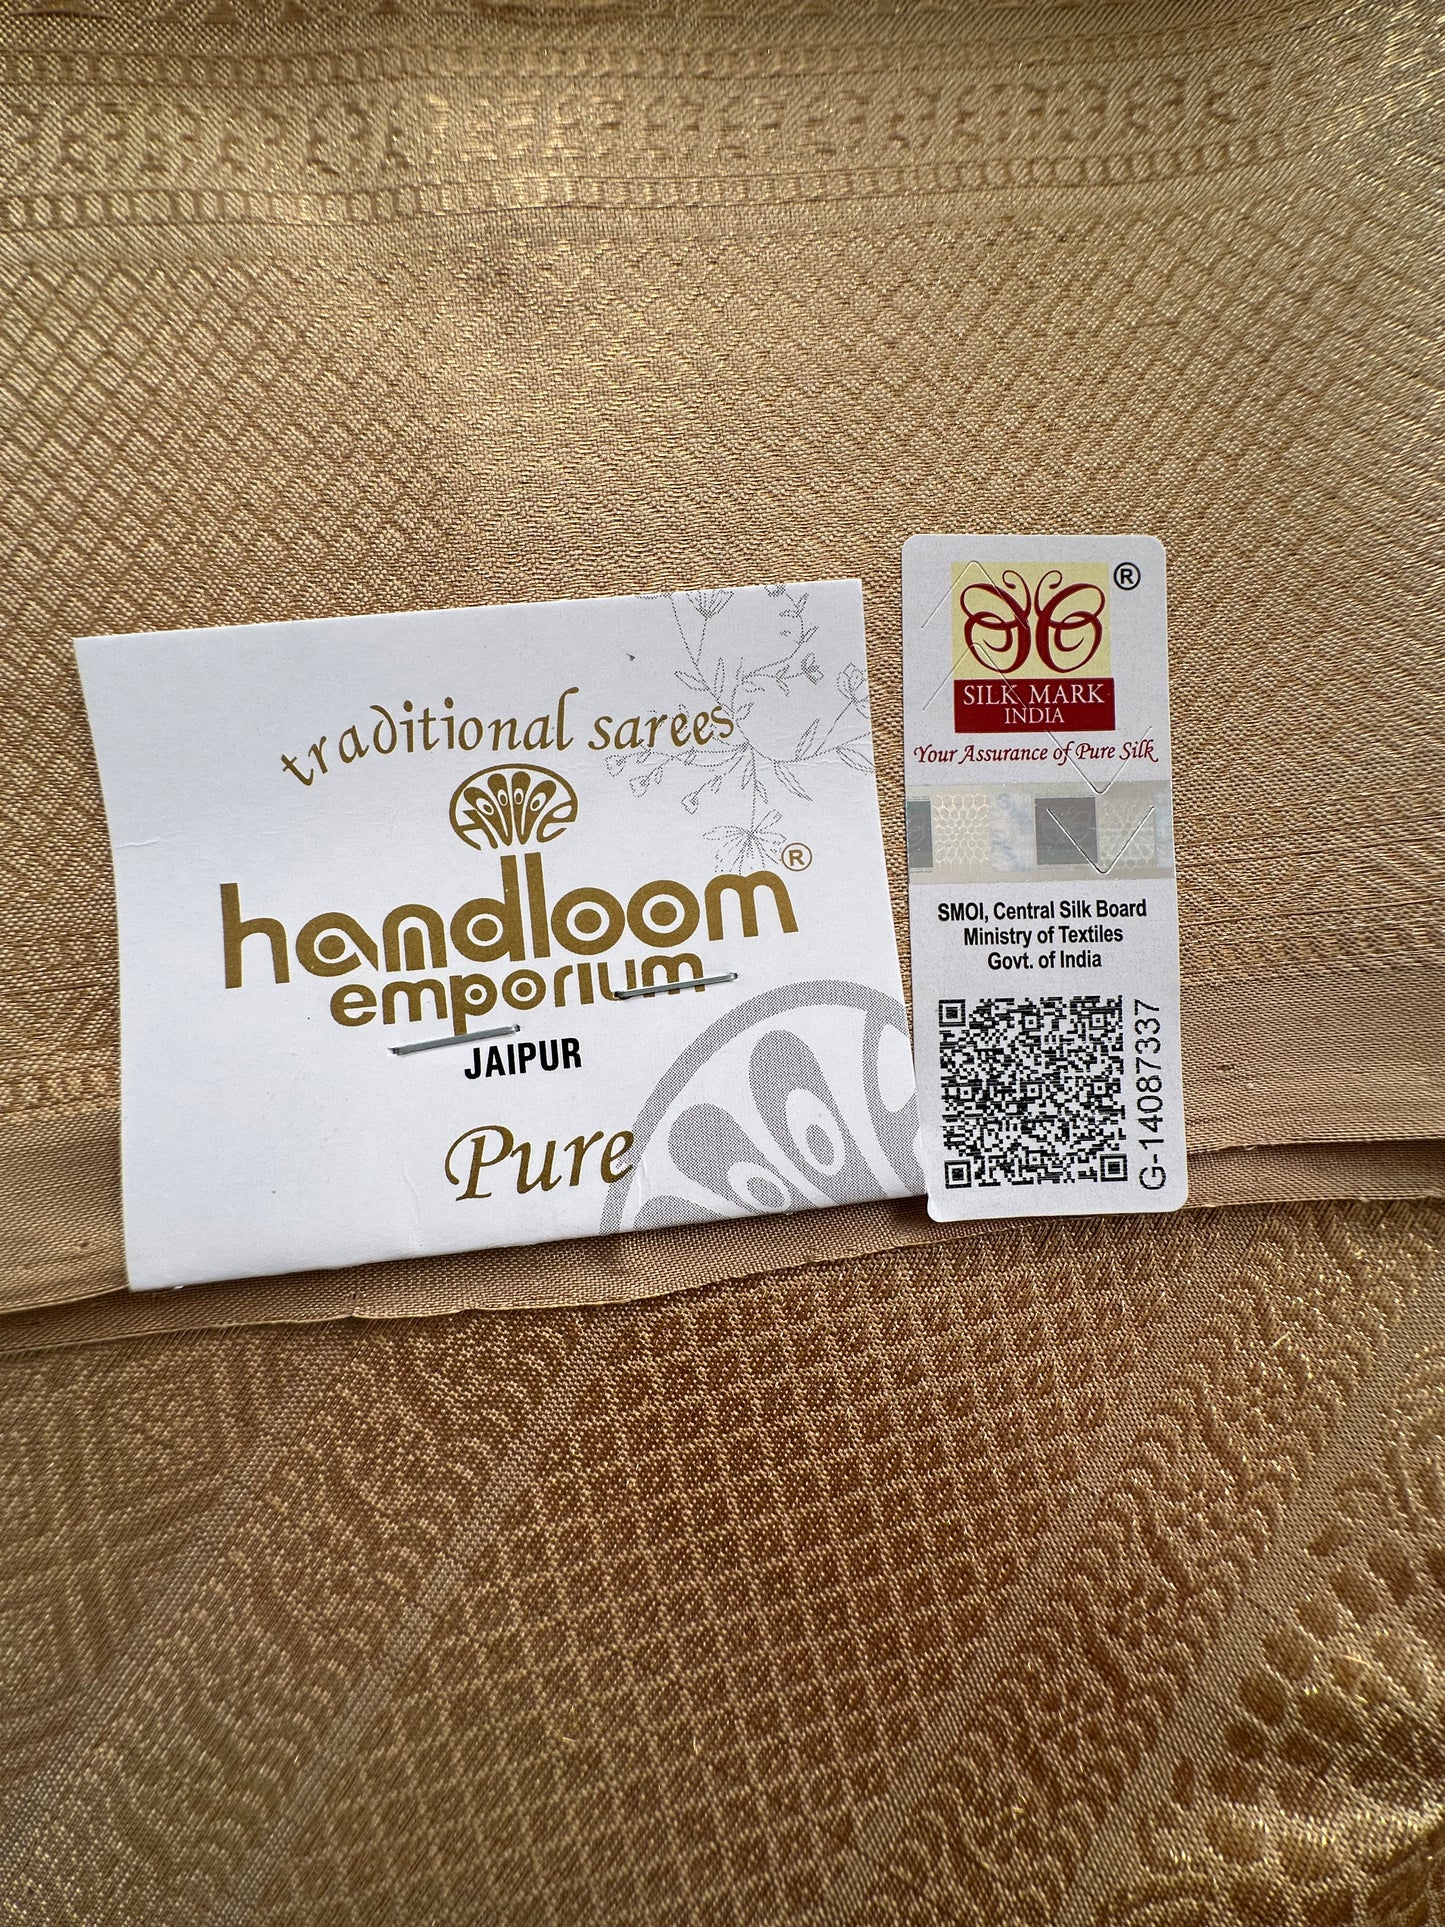 traditional sarees
handloom ®
emporium
JAIPUR
Pure
®
SILK MARK
INDIA
Your Assurance of Pure Silk
SMOI, Central Silk Board
Ministry of Textiles
Govt. of India
G-14087337